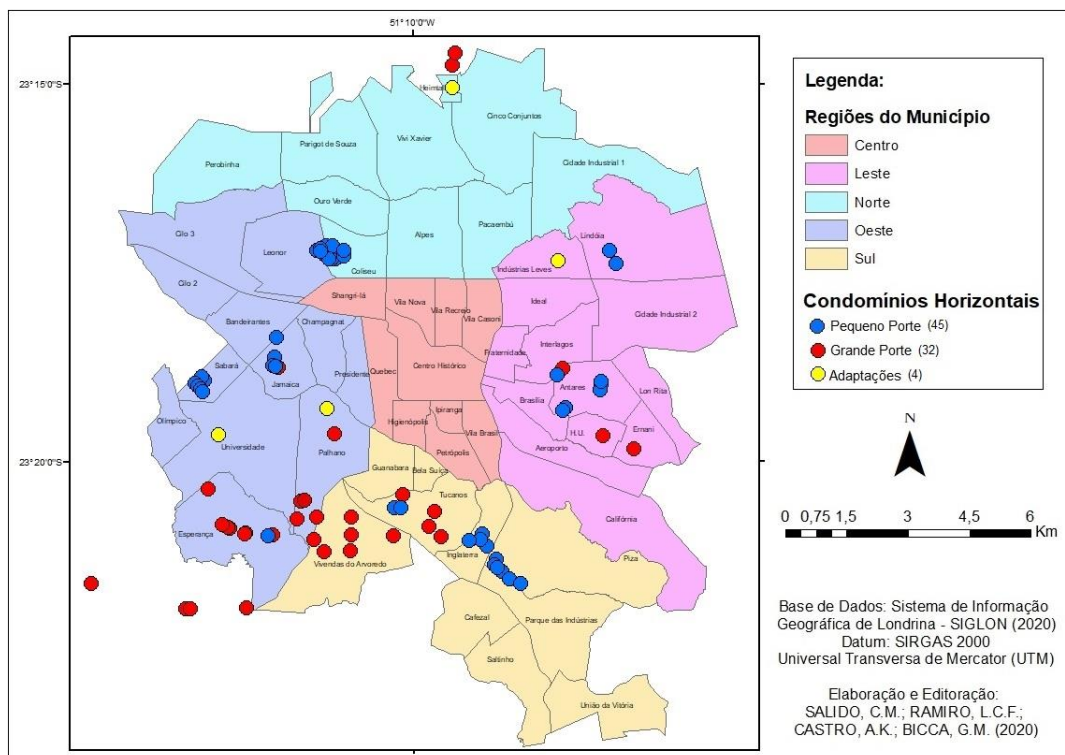 51°10'0"W
23°15'0"S
23°20'0"S
Heimtal
Cinco Conjuntos
Vivi Xavier
Parigot de Souza
Perobinha
Cidade Industrial 1
Ouro Verde
Pacaembú
Alpes
Glo 3
Leonor
Coliseu
Lindóia
Indústrias Leves
Glo 2
Shangri-lá
Vila Nova
Vila Recreio
Vila Casoni
Ideal
Cidade Industrial 2
Bandeirantes
Champagnat
Fraternidade
Interlagos
Sabará
Jamaica
Presidente
Quebec
Centro Histórico
Antares
Lon Rita
Brasília
Olímpico
Universidade
Palhano
Higienópolis
Ipiranga
Vila Brasil
H.U.
Ernani
Aeroporto
Petrópolis
Guanabara
Bela Suiça
Tucanos
Califórnia
Esperança
Vivendas do Arvoredo
Inglaterra
Piza
Cafezal
Parque das Indústrias
Saltinho
União da Vitória
Legenda:
Regiões do Município
Centro
Leste
Norte
Oeste
Sul
Condomínios Horizontais
Pequeno Porte (45)
Grande Porte (32)
Adaptações (4)
N
0 0,75 1,5 3 4,5 6
Km
Base de Dados: Sistema de Informação
Geográfica de Londrina - SIGLON (2020)
Datum: SIRGAS 2000
Universal Transversa de Mercator (UTM)
Elaboração e Editoração:
SALIDO, C.M.; RAMIRO, L.C.F.;
CASTRO, A.K.; BICCA, G.M. (2020)